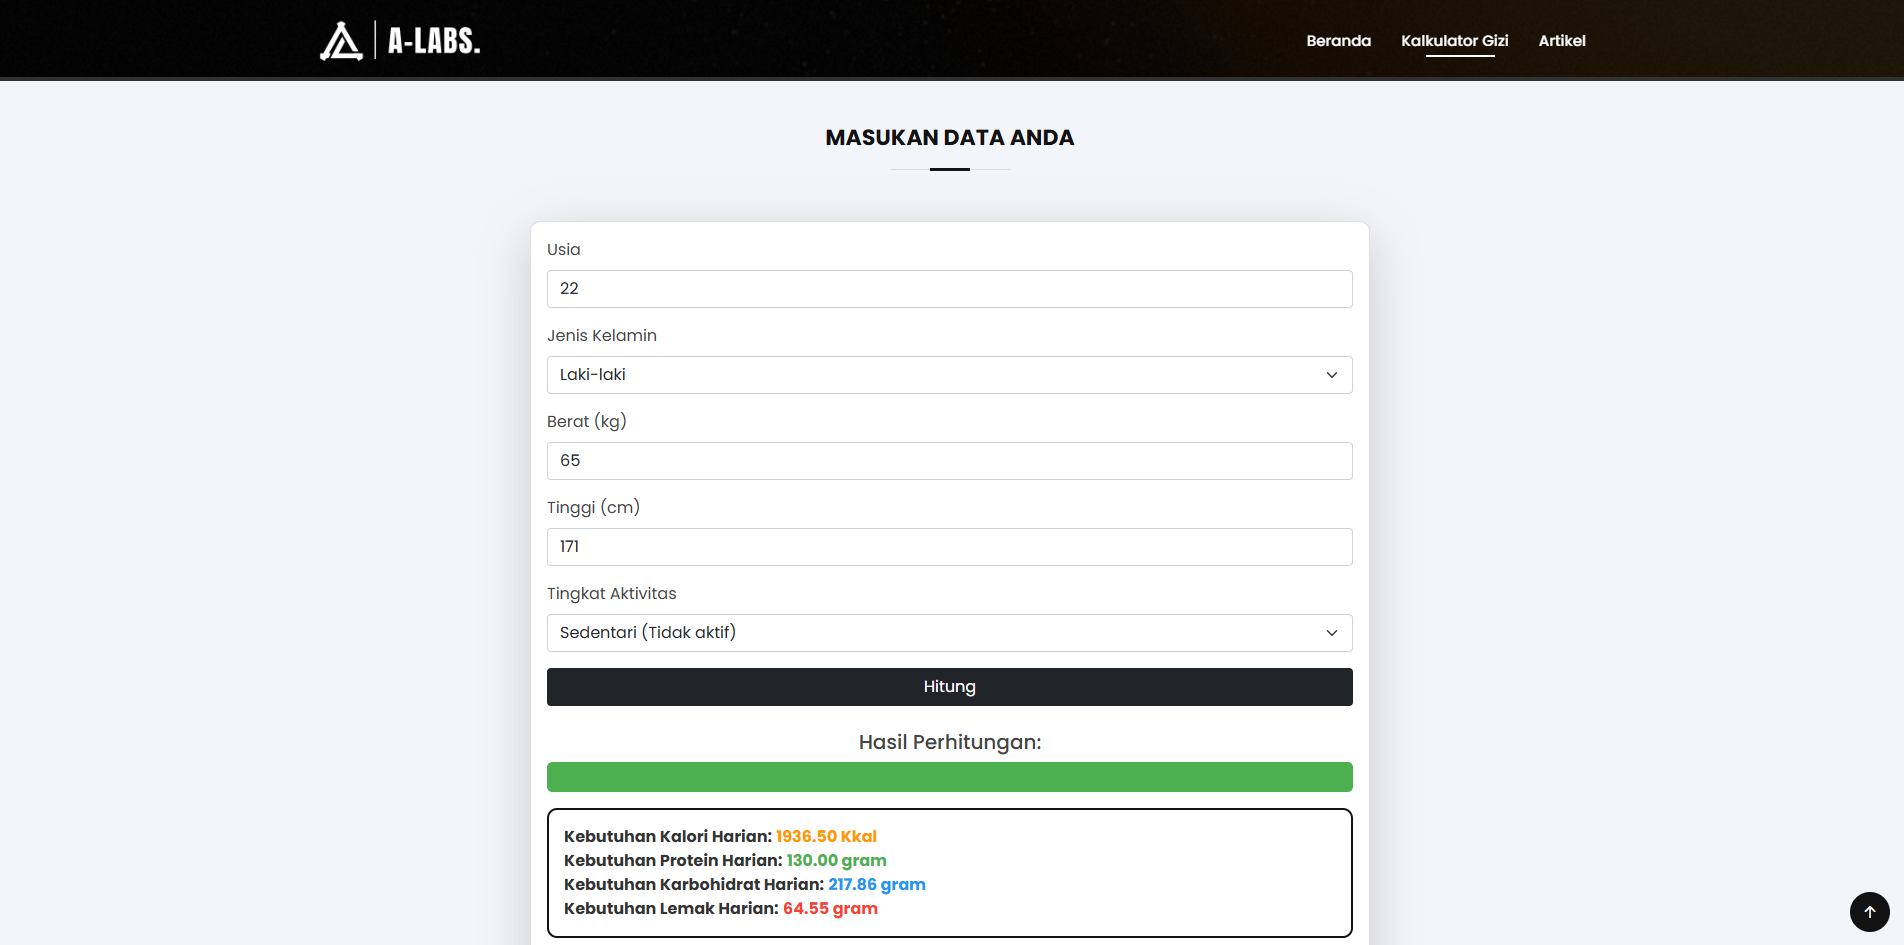 A-LABS.
Beranda Kalkulator Gizi Artikel
MASUKAN DATA ANDA
Usia
22
Jenis Kelamin
Laki-laki
Berat (kg)
65
Tinggi (cm)
171
Tingkat Aktivitas
Sedentari (Tidak aktif)
Hitung
Hasil Perhitungan:
Kebutuhan Kalori Harian: 1936.50 Kkal
Kebutuhan Protein Harian: 130.00 gram
Kebutuhan Karbohidrat Harian: 217.86 gram
Kebutuhan Lemak Harian: 64.55 gram